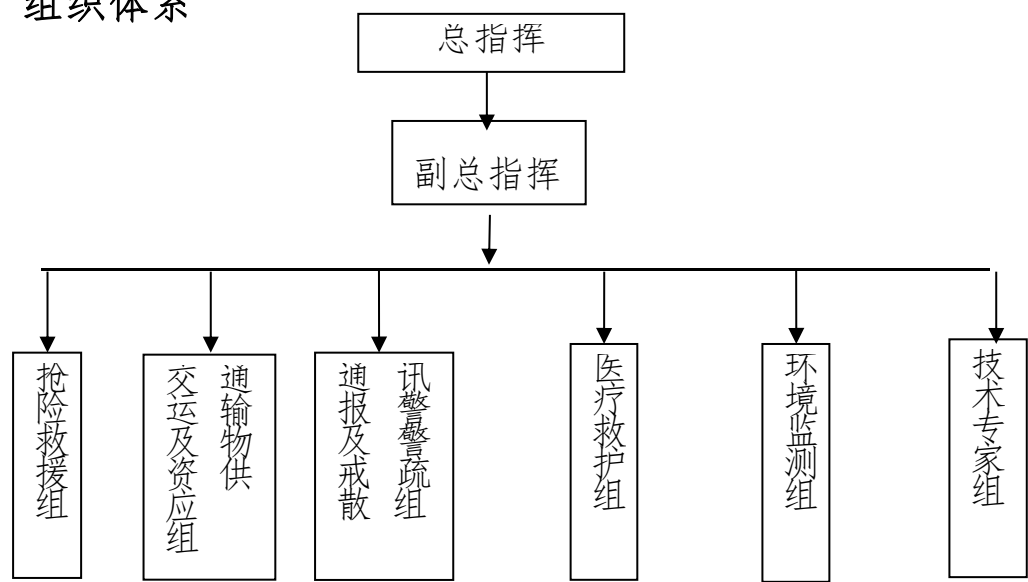 组织体系
总指挥
副总指挥
抢险救援组
交通运输及物资供应组
通讯报警及警戒疏散组
医疗救护组
环境监测组
技术专家组